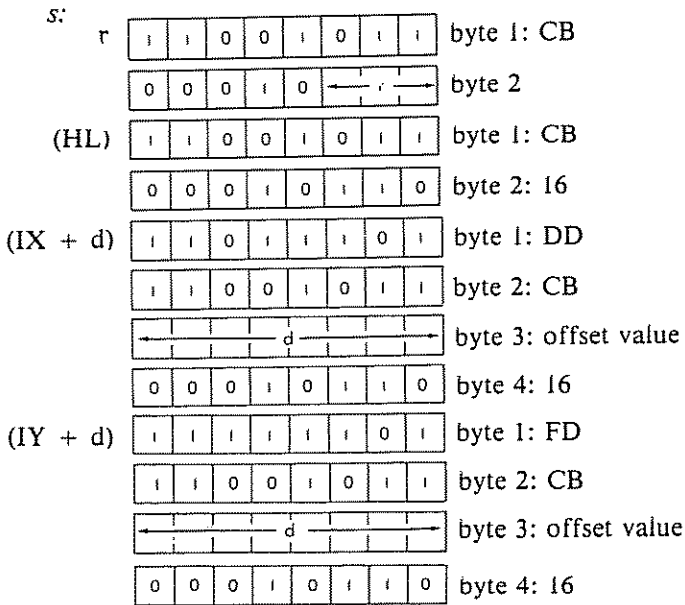 s:
r 1 1 0 0 1 0 1 1 byte 1: CB
0 0 0 1 0 r byte 2
(HL) 1 1 0 0 1 0 1 1 byte 1: CB
0 0 0 1 0 1 1 0 byte 2: 16
(IX + d) 1 1 0 1 1 1 0 1 byte 1: DD
1 1 0 0 1 0 1 1 byte 2: CB
d byte 3: offset value
0 0 0 1 0 1 1 0 byte 4: 16
(IY + d) 1 1 1 1 1 1 0 1 byte 1: FD
1 1 0 0 1 0 1 1 byte 2: CB
d byte 3: offset value
0 0 0 1 0 1 1 0 byte 4: 16